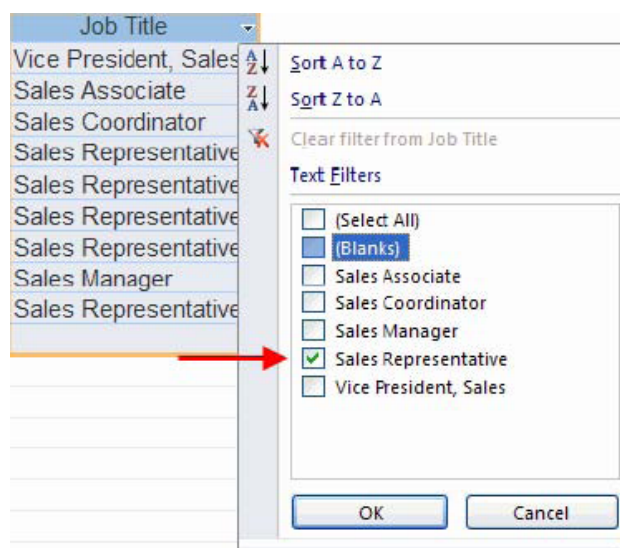 Job Title
Vice President, Sales
Sales Associate
Sales Coordinator
Sales Representative
Sales Representative
Sales Representative
Sales Representative
Sales Manager
Sales Representative
Sort A to Z
Sort Z to A
Clear filter from Job Title
Text Filters
(Select All)
(Blanks)
Sales Associate
Sales Coordinator
Sales Manager
Sales Representative
Vice President, Sales
OK Cancel